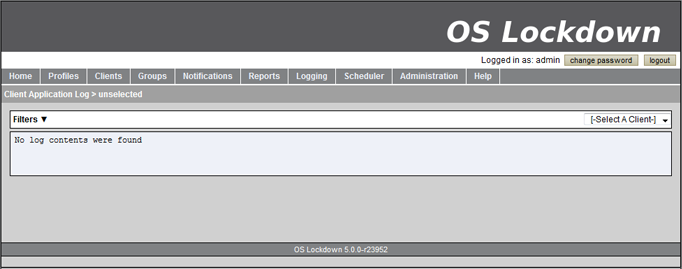 OS Lockdown
Logged in as: admin change password logout
Home Profiles Clients Groups Notifications Reports Logging Scheduler Administration Help
Client Application Log > unselected
Filters ▼ [-Select A Client-]
No log contents were found
OS Lockdown 5.0.0-r23952